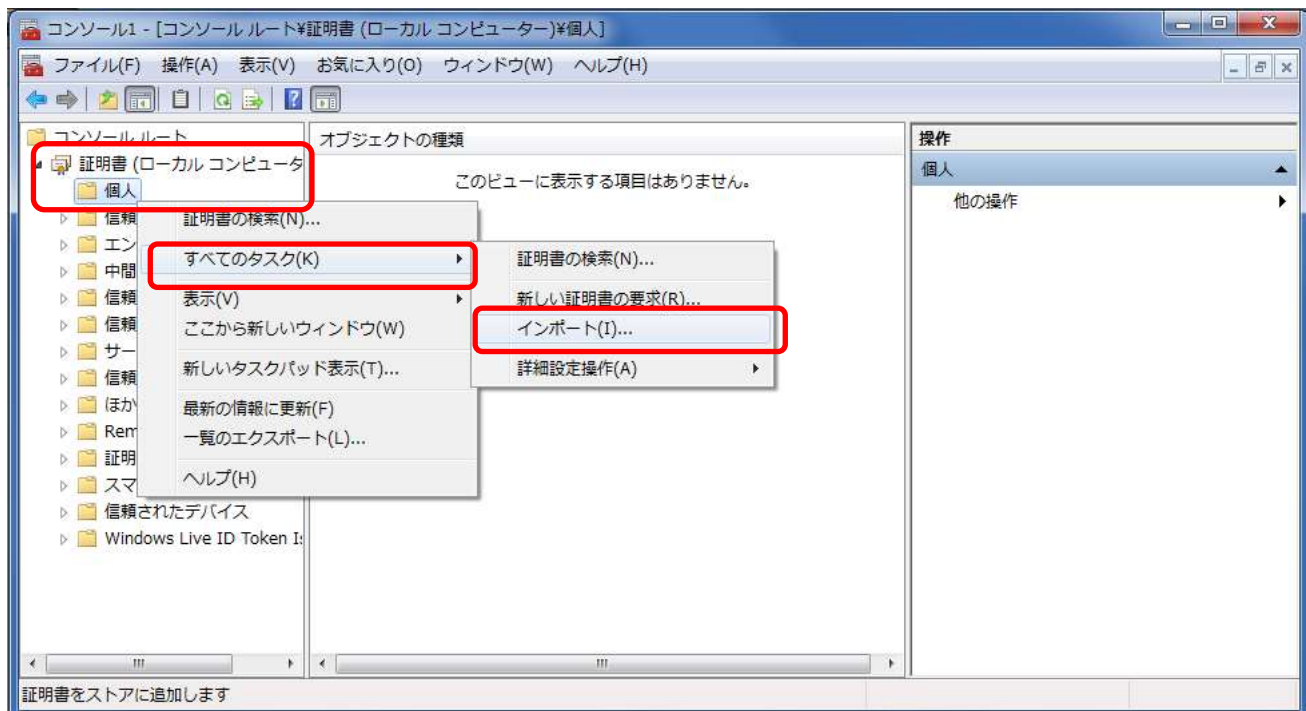 コンソール1 - [コンソール ルート¥証明書 (ローカル コンピューター)¥個人]
ファイル(F) 操作(A) 表示(V) お気に入り(O) ウィンドウ(W) ヘルプ(H)
コンソール ルート
証明書 (ローカル コンピュータ
個人
信頼
エン
中間
信頼
信頼
サー
信頼
ほか
Rem
証明
スマ
信頼されたデバイス
Windows Live ID Token Is
証明書の検索(N)...
すべてのタスク(K)
表示(V)
ここから新しいウィンドウ(W)
新しいタスクパッド表示(T)...
最新の情報に更新(F)
一覧のエクスポート(L)...
ヘルプ(H)
オブジェクトの種類
このビューに表示する項目はありません。
証明書の検索(N)...
新しい証明書の要求(R)...
インポート(I)...
詳細設定操作(A)
操作
個人
他の操作
証明書をストアに追加します